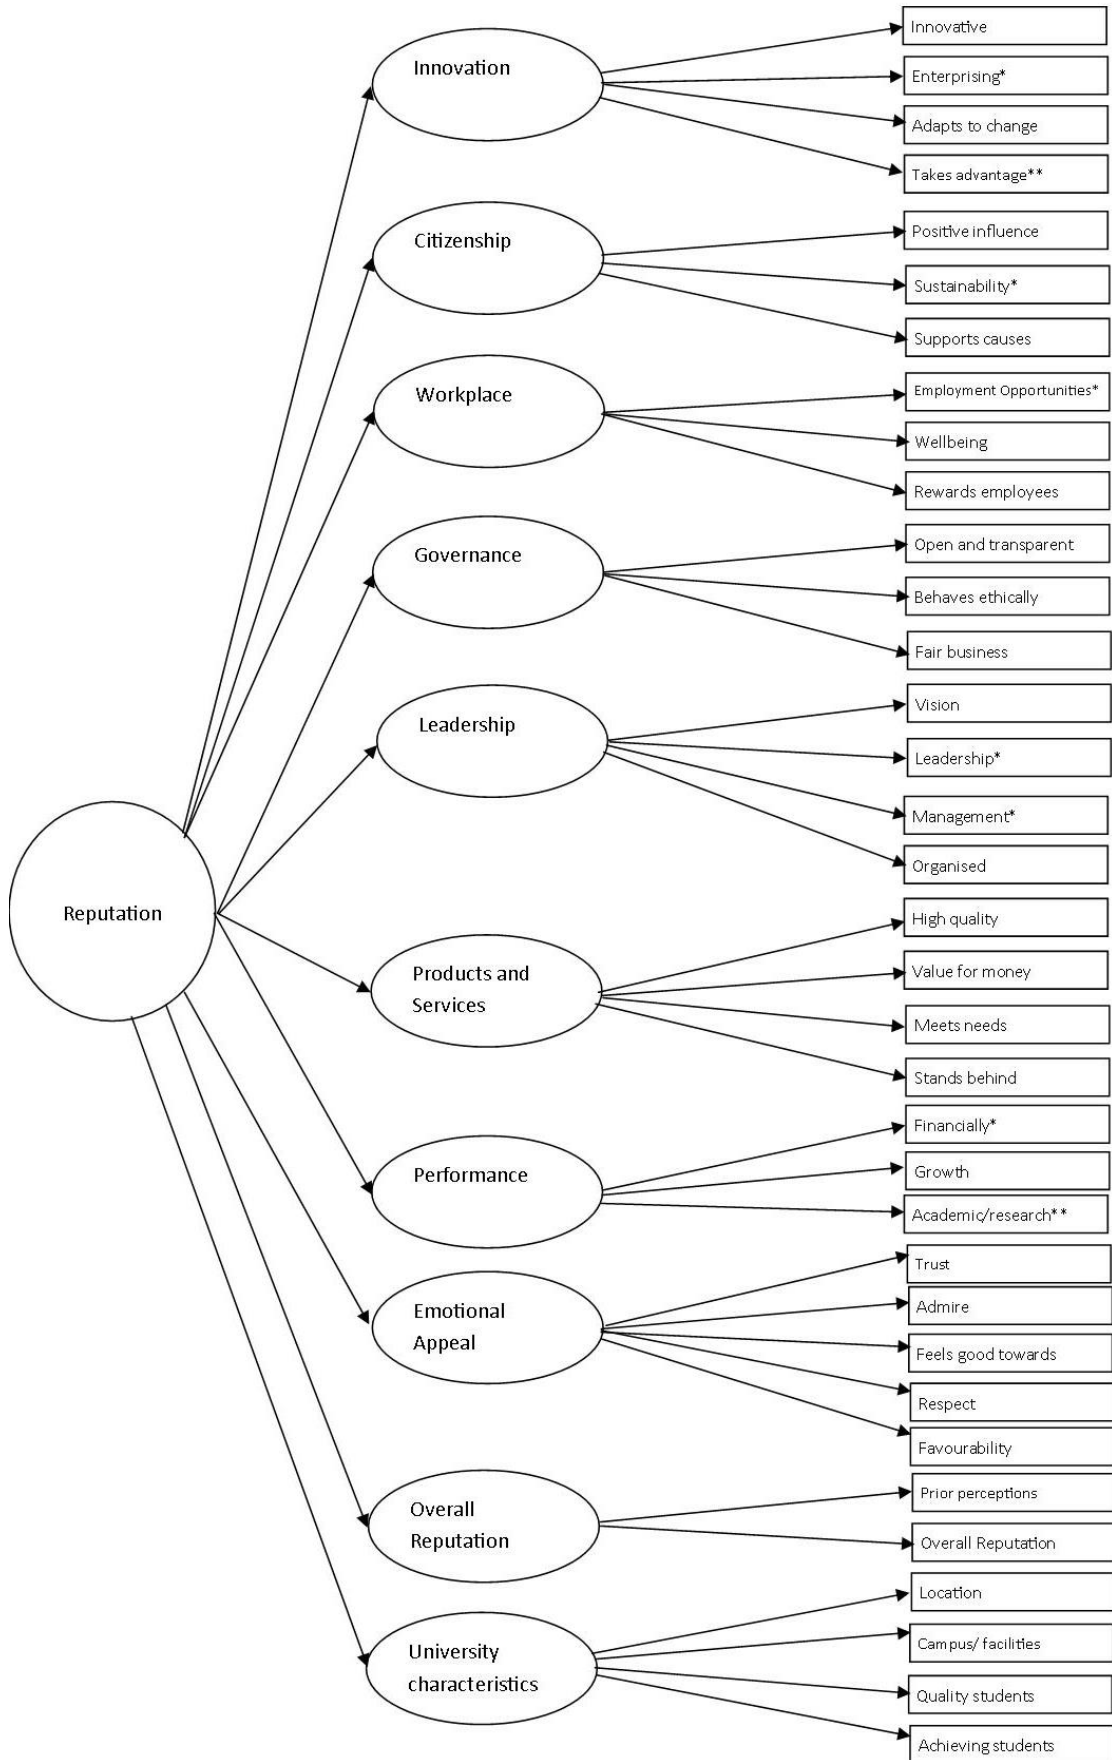 Reputation
Innovation
Innovative
Enterprising*
Adapts to change
Takes advantage**
Citizenship
Positive influence
Sustainability*
Supports causes
Workplace
Employment Opportunities*
Wellbeing
Rewards employees
Governance
Open and transparent
Behaves ethically
Fair business
Leadership
Vision
Leadership*
Management*
Organised
Products and
Services
High quality
Value for money
Meets needs
Stands behind
Performance
Financially*
Growth
Academic/research**
Emotional
Appeal
Trust
Admire
Feels good towards
Respect
Favourability
Overall
Reputation
Prior perceptions
Overall Reputation
University
characteristics
Location
Campus/ facilities
Quality students
Achieving students